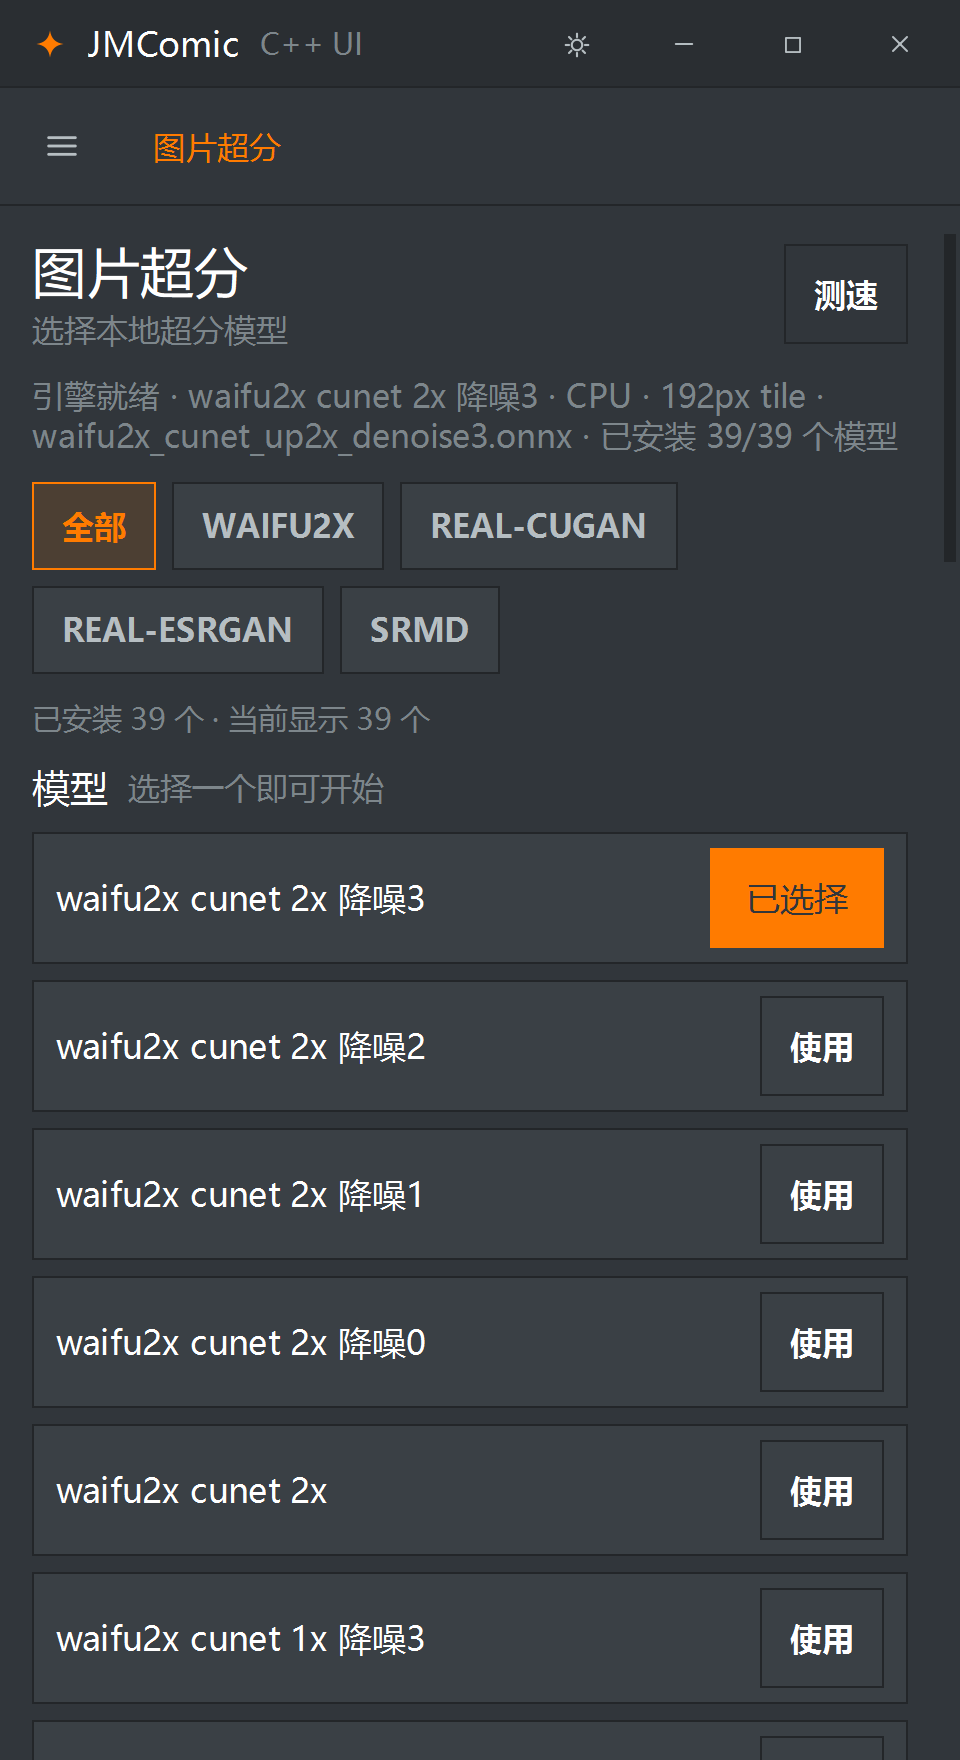 JMComic C++ UI
图片超分
图片超分
测速
选择本地超分模型
引擎就绪 · waifu2x cunet 2x 降噪3 · CPU · 192px tile ·
waifu2x_cunet_up2x_denoise3.onnx · 已安装 39/39 个模型
全部 WAIFU2X REAL-CUGAN
REAL-ESRGAN SRMD
已安装 39 个 · 当前显示 39 个
模型 选择一个即可开始
waifu2x cunet 2x 降噪3 已选择
waifu2x cunet 2x 降噪2 使用
waifu2x cunet 2x 降噪1 使用
waifu2x cunet 2x 降噪0 使用
waifu2x cunet 2x 使用
waifu2x cunet 1x 降噪3 使用